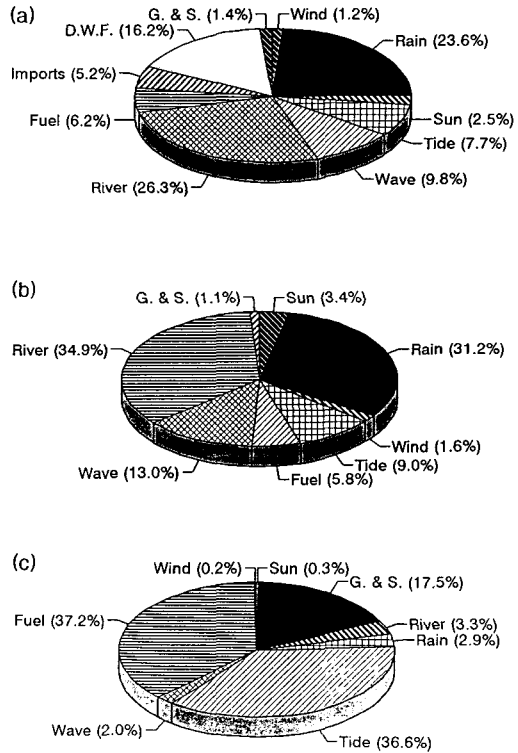 (a)
G. & S. (1.4%)
Wind (1.2%)
D.W.F. (16.2%)
Rain (23.6%)
Imports (5.2%)
Fuel (6.2%)
Sun (2.5%)
Tide (7.7%)
Wave (9.8%)
River (26.3%)
(b)
G. & S. (1.1%)
Sun (3.4%)
River (34.9%)
Rain (31.2%)
Wind (1.6%)
Tide (9.0%)
Wave (13.0%)
Fuel (5.8%)
(c)
Wind (0.2%)
Sun (0.3%)
G. & S. (17.5%)
Fuel (37.2%)
River (3.3%)
Rain (2.9%)
Wave (2.0%)
Tide (36.6%)